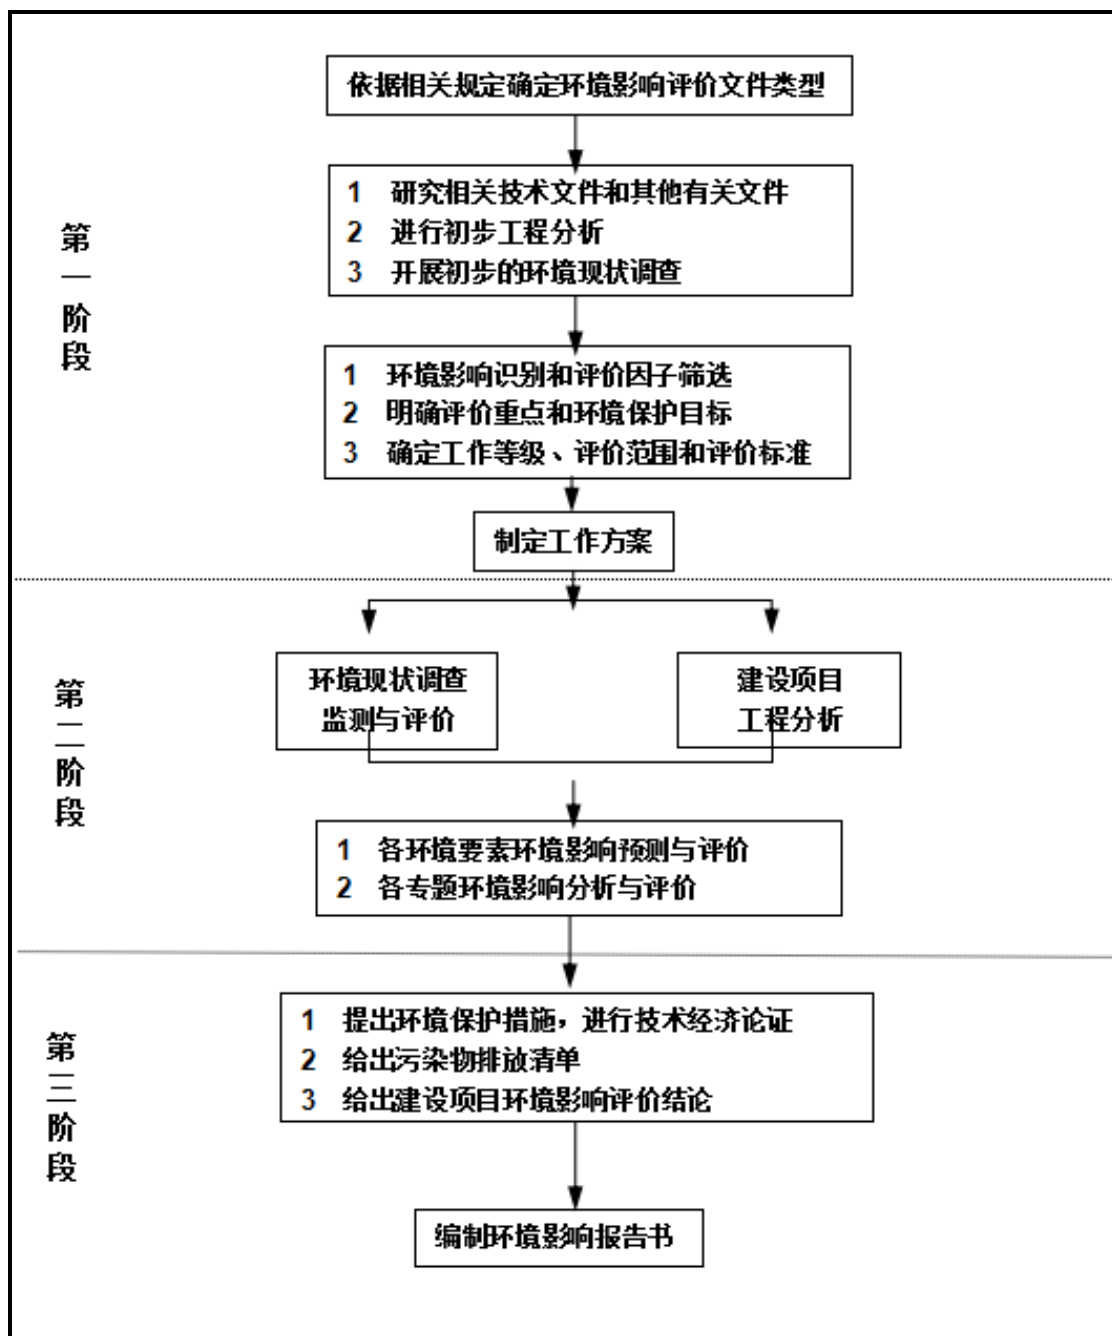 依据相关规定确定环境影响评价文件类型
1 研究相关技术文件和其他有关文件
2 进行初步工程分析
3 开展初步的环境现状调查
第一阶段
1 环境影响识别和评价因子筛选
2 明确评价重点和环境保护目标
3 确定工作等级、评价范围和评价标准
制定工作方案
环境现状调查
监测与评价
建设项目
工程分析
第二阶段
1 各环境要素环境影响预测与评价
2 各专题环境影响分析与评价
1 提出环境保护措施，进行技术经济论证
2 给出污染物排放清单
3 给出建设项目环境影响评价结论
第三阶段
编制环境影响报告书